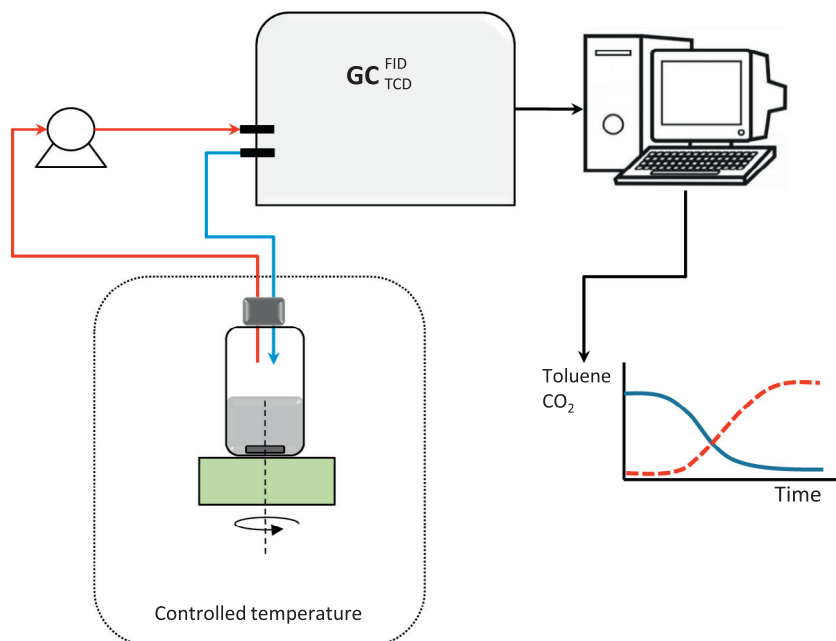 GC FID
TCD
Toluene
CO₂
Time
Controlled temperature